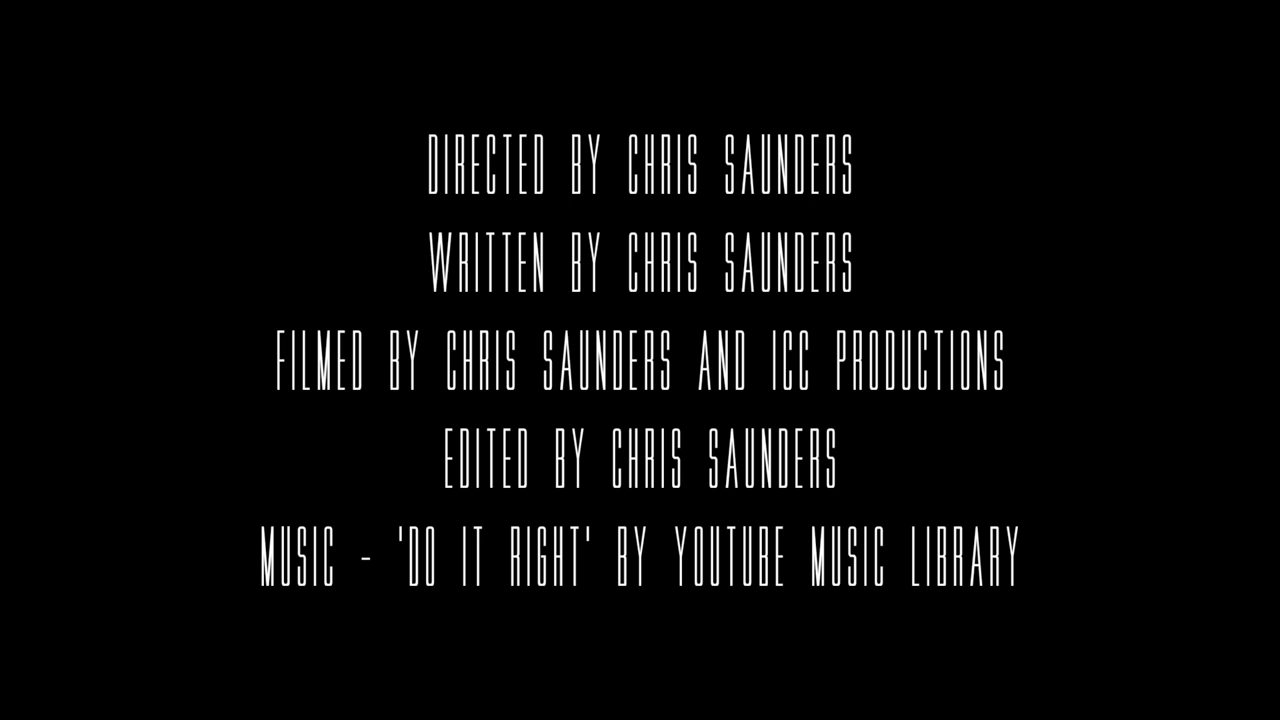 DIRECTED BY CHRIS SAUNDERS
WRITTEN BY CHRIS SAUNDERS
FILMED BY CHRIS SAUNDERS AND ICC PRODUCTIONS
EDITED BY CHRIS SAUNDERS
MUSIC - 'DO IT RIGHT' BY YOUTUBE MUSIC LIBRARY